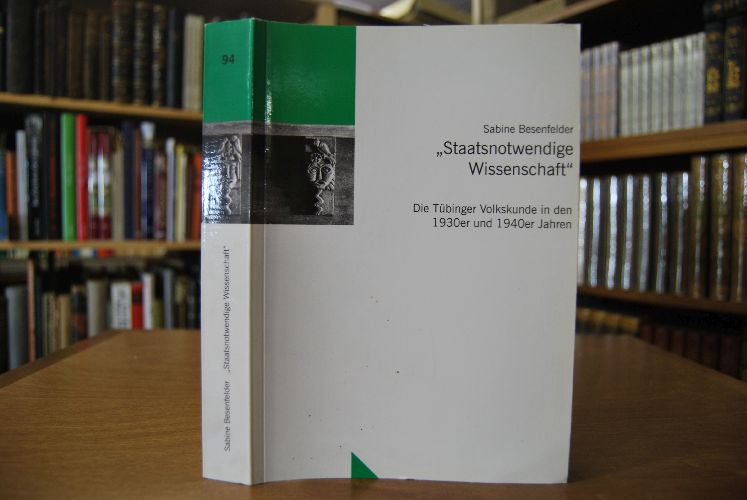 94
Sabine Besenfelder „Staatsnotwendige Wissenschaft“
Sabine Besenfelder
„Staatsnotwendige
Wissenschaft“
Die Tübinger Volkskunde in den
1930er und 1940er Jahren